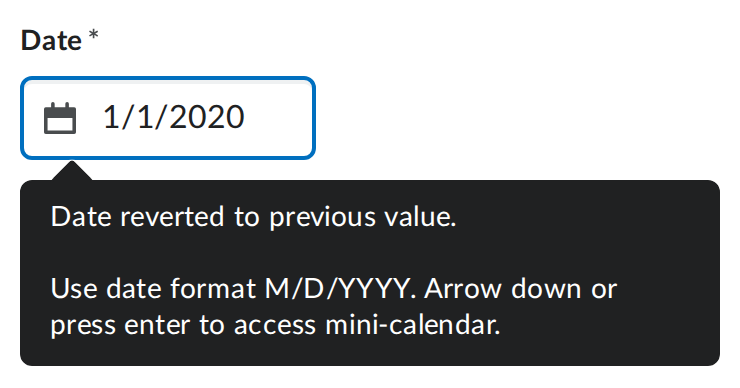 Date *
1/1/2020
Date reverted to previous value.
Use date format M/D/YYYY. Arrow down or
press enter to access mini-calendar.